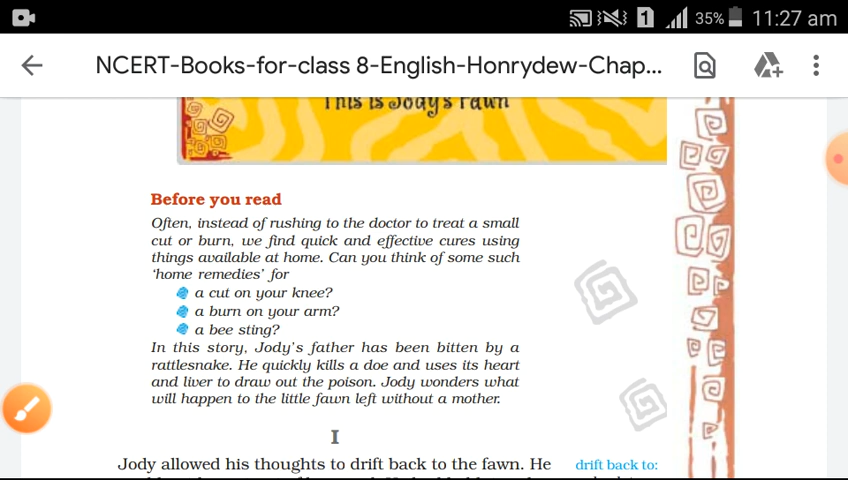 35% 11:27 am
1
NCERT-Books-for-class 8-English-Honrydew-Chap...
This is Jody's Fawn
Before you read
Often, instead of rushing to the doctor to treat a small
cut or burn, we find quick and effective cures using
things available at home. Can you think of some such
‘home remedies’ for
a cut on your knee?
a burn on your arm?
a bee sting?
In this story, Jody’s father has been bitten by a
rattlesnake. He quickly kills a doe and uses its heart
and liver to draw out the poison. Jody wonders what
will happen to the little fawn left without a mother.
I
Jody allowed his thoughts to drift back to the fawn. He
drift back to: